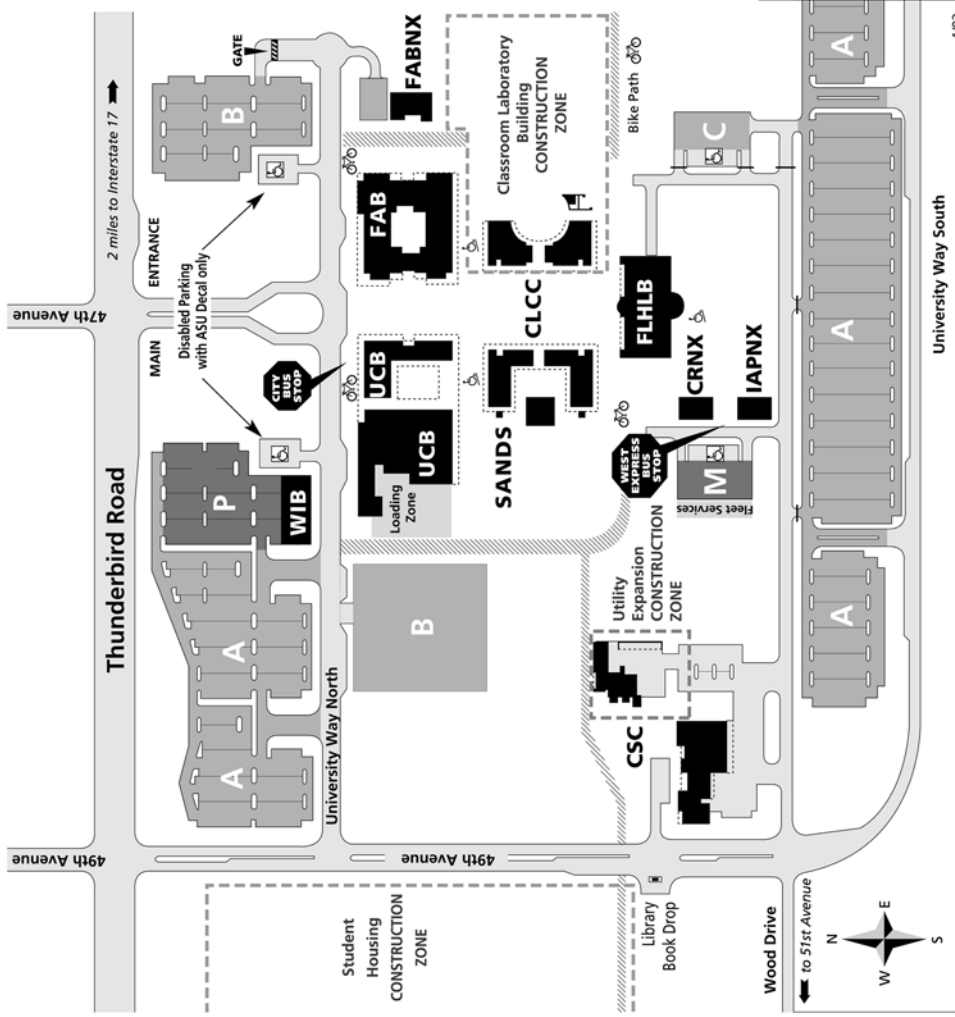 47th Avenue
2 miles to Interstate 17
MAIN
ENTRANCE
Thunderbird Road
49th Avenue
Disabled Parking
with ASU Decal only
GATE
A
A
P
B
WIB
CITY
BUS
STOP
University Way North
FABNX
UCB
UCB
FAB
Loading
Zone
B
49th Avenue
Student
Housing
CONSTRUCTION
ZONE
SANDS
CLCC
Classroom Laboratory
Building
CONSTRUCTION
ZONE
Bike Path
Utility
Expansion
CONSTRUCTION
ZONE
WEST
EXPRESS
BUS
STOP
FLHLB
CRNX
IAPNX
C
M
Fleet Services
CSC
Library
Book Drop
Wood Drive
to 51st Avenue
A
A
A
University Way South
N
E
S
W